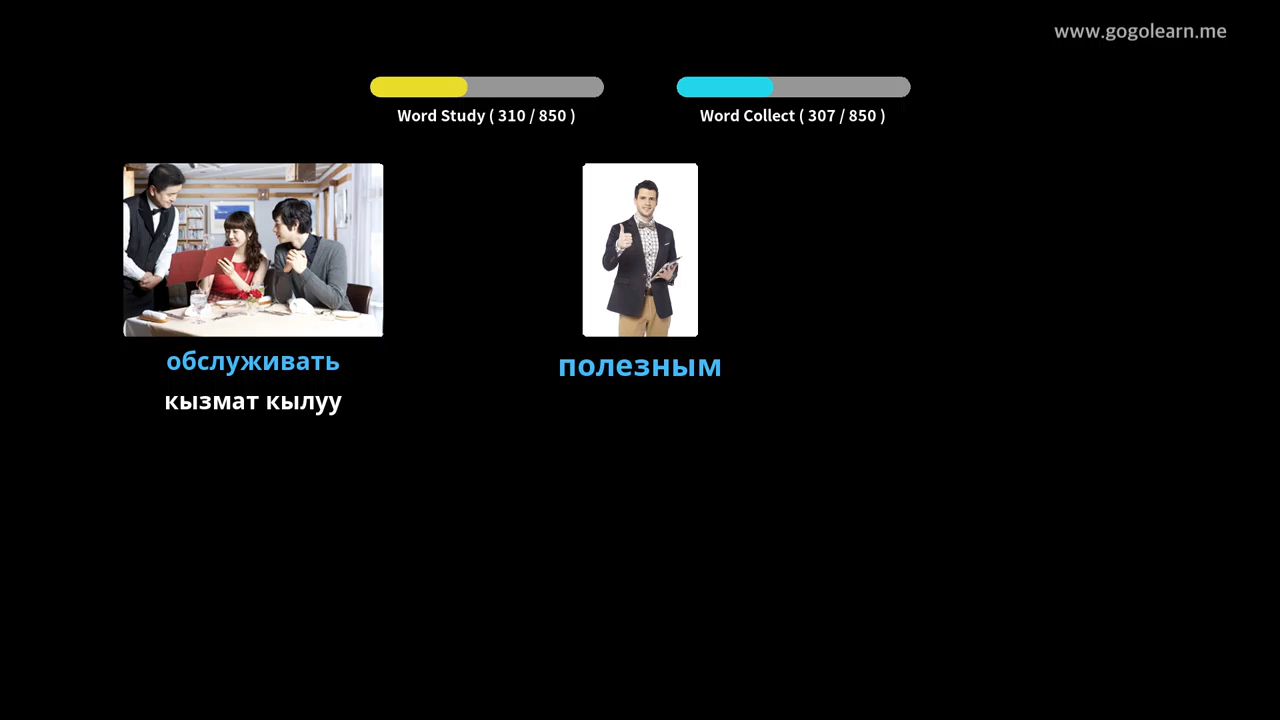 www.gogolearn.me
Word Study ( 310 / 850 )
Word Collect ( 307 / 850 )
обслуживать
кызмат кылуу
полезным